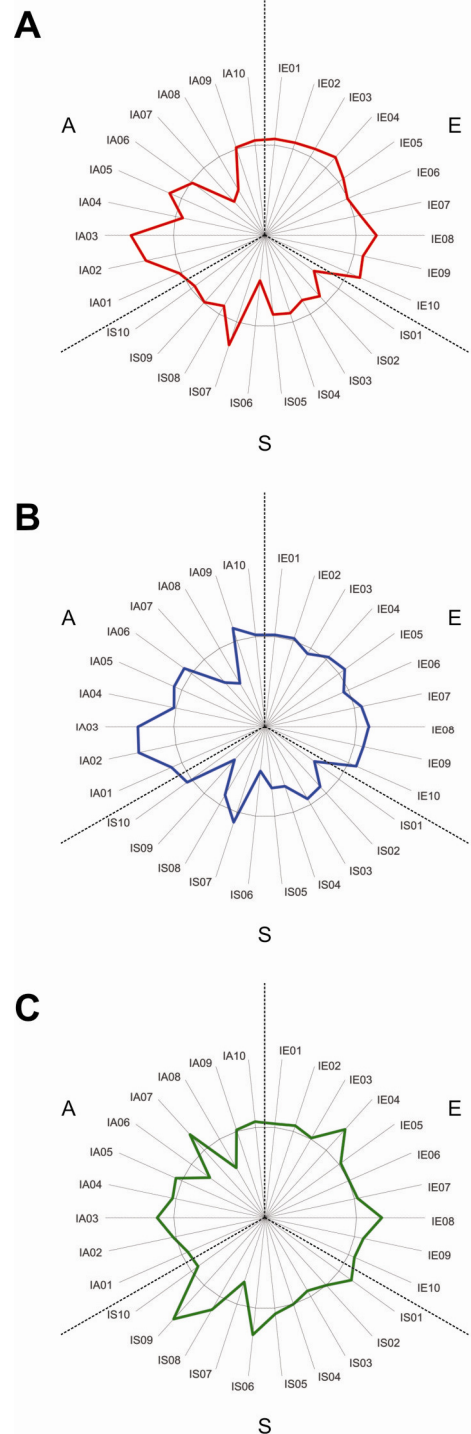 A
IA10 IE01
IA09 IE02
IA08 IE03
IA07 IE04
A E
IA06 IE05
IA05 IE06
IA04 IE07
IA03 IE08
IA02 IE09
IA01 IE10
IS10 IS01
IS09 IS02
IS08 IS03
IS07 IS04
IS06 IS05
S
B
IA10 IE01
IA09 IE02
IA08 IE03
IA07 IE04
A E
IA06 IE05
IA05 IE06
IA04 IE07
IA03 IE08
IA02 IE09
IA01 IE10
IS10 IS01
IS09 IS02
IS08 IS03
IS07 IS04
IS06 IS05
S
C
IA10 IE01
IA09 IE02
IA08 IE03
A E
IA07 IE04
IA06 IE05
IA05 IE06
IA04 IE07
IA03 IE08
IA02 IE09
IA01 IE10
IS10 IS01
IS09 IS02
IS08 IS03
IS07 IS04
IS06 IS05
S